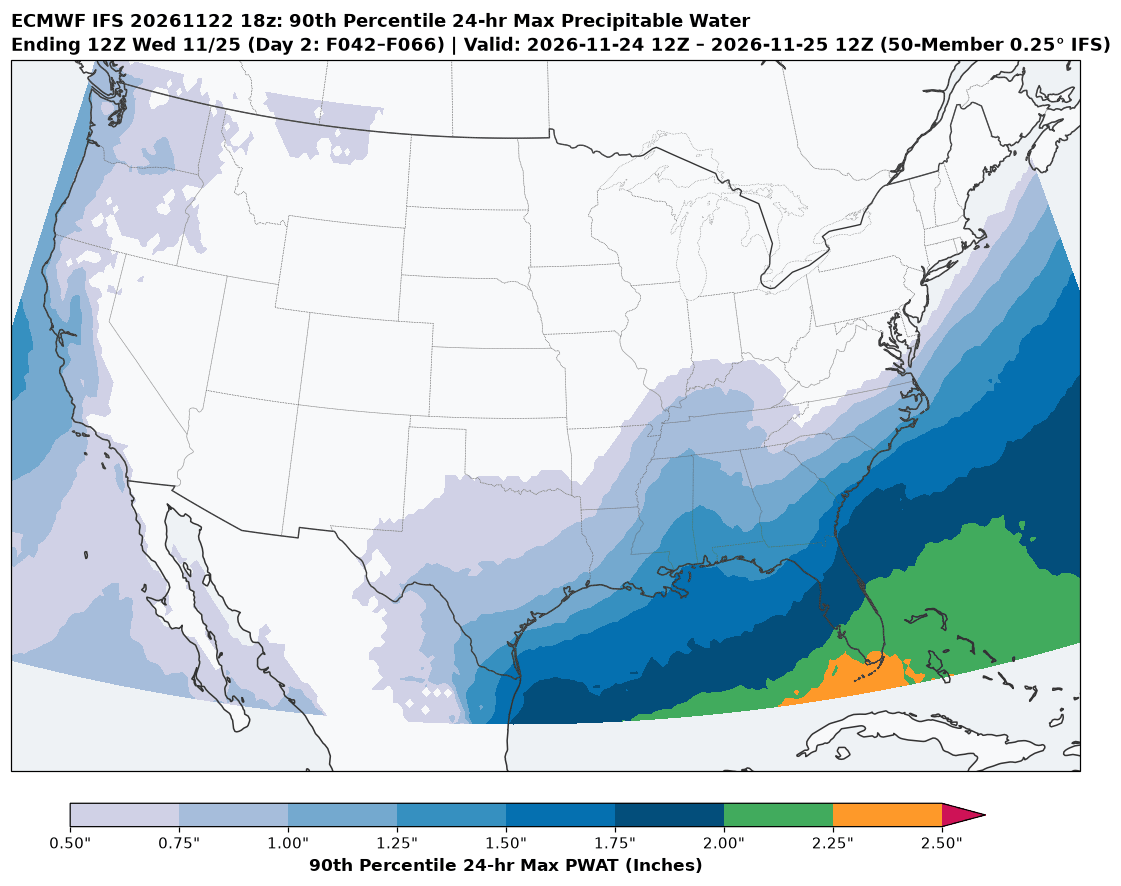 ECMWF IFS 20261122 18z: 90th Percentile 24-hr Max Precipitable Water
Ending 12Z Wed 11/25 (Day 2: F042–F066) | Valid: 2026-11-24 12Z – 2026-11-25 12Z (50-Member 0.25° IFS)
0.50" 0.75" 1.00" 1.25" 1.50" 1.75" 2.00" 2.25" 2.50"
90th Percentile 24-hr Max PWAT (Inches)